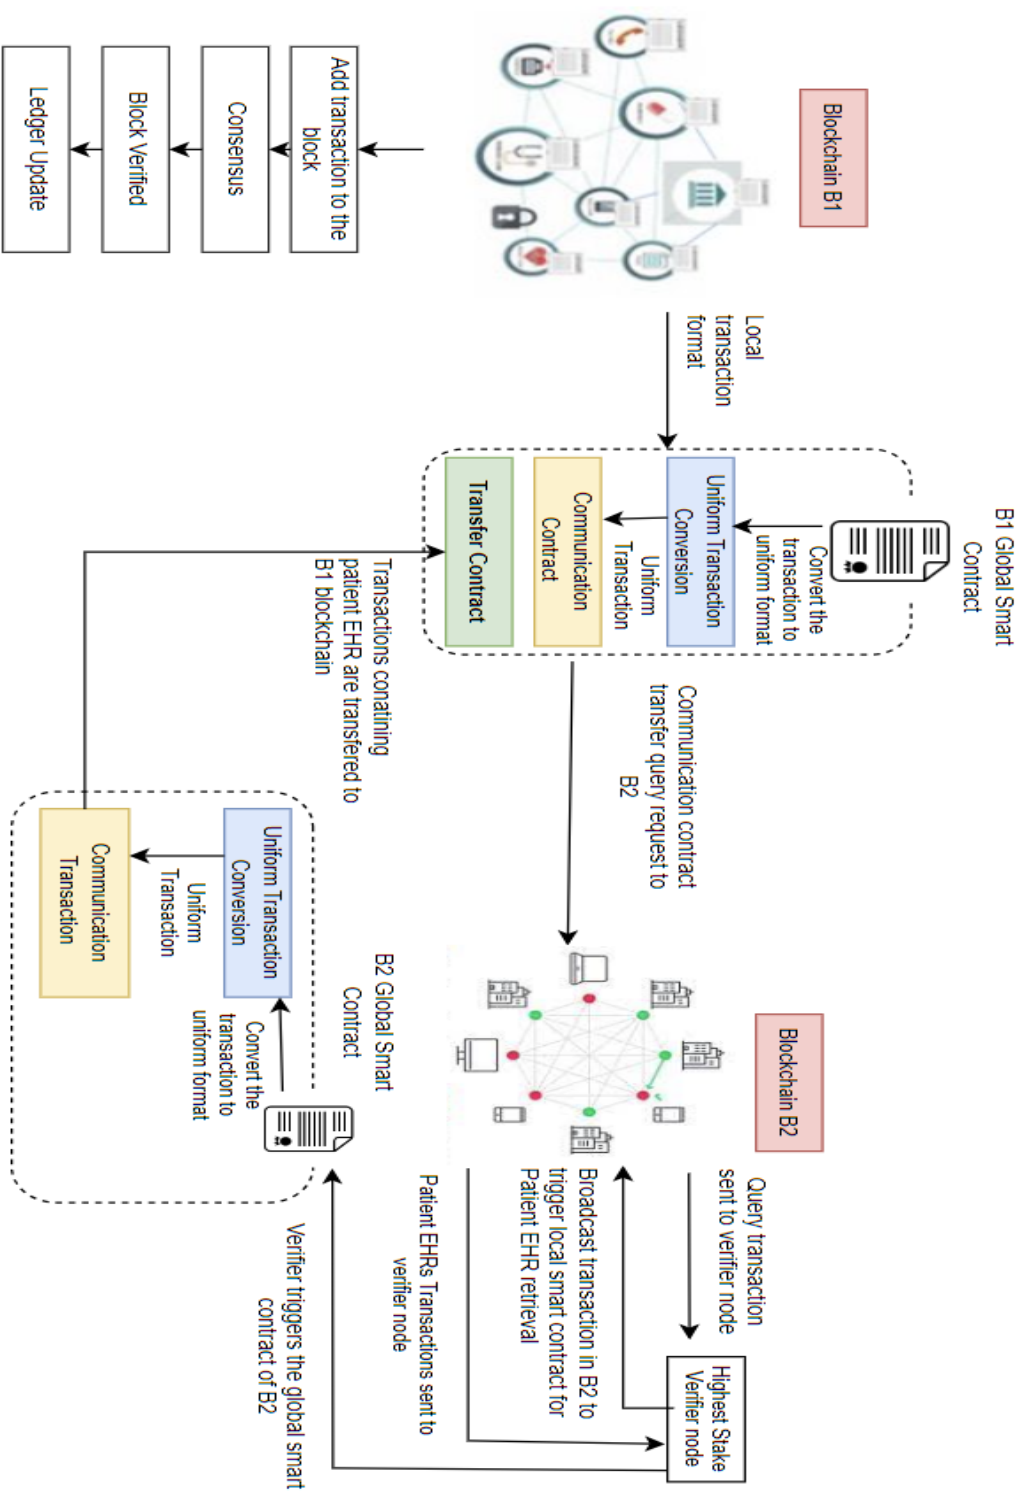 Blockchain B1
Add transaction to the
block
Consensus
Block Verified
Ledger Update
Local
transaction
format
B1 Global Smart
Contract
Convert the
transaction to
uniform format
Uniform Transaction
Conversion
Uniform
Transaction
Communication
Contract
Transfer Contract
Communication contract
transfer query request to
B2
Transactions conatining
patient EHR are transfered to
B1 blockchain
Blockchain B2
Query transaction
sent to verifier node
Highest Stake
Verifier node
Broadcast transaction in B2 to
trigger local smart contract for
Patient EHR retrieval
Patient EHRs Transactions sent to
verifier node
Verifier triggers the global smart
contract of B2
B2 Global Smart
Contract
Convert the
transaction to
uniform format
Uniform Transaction
Conversion
Uniform
Transaction
Communication
Transaction